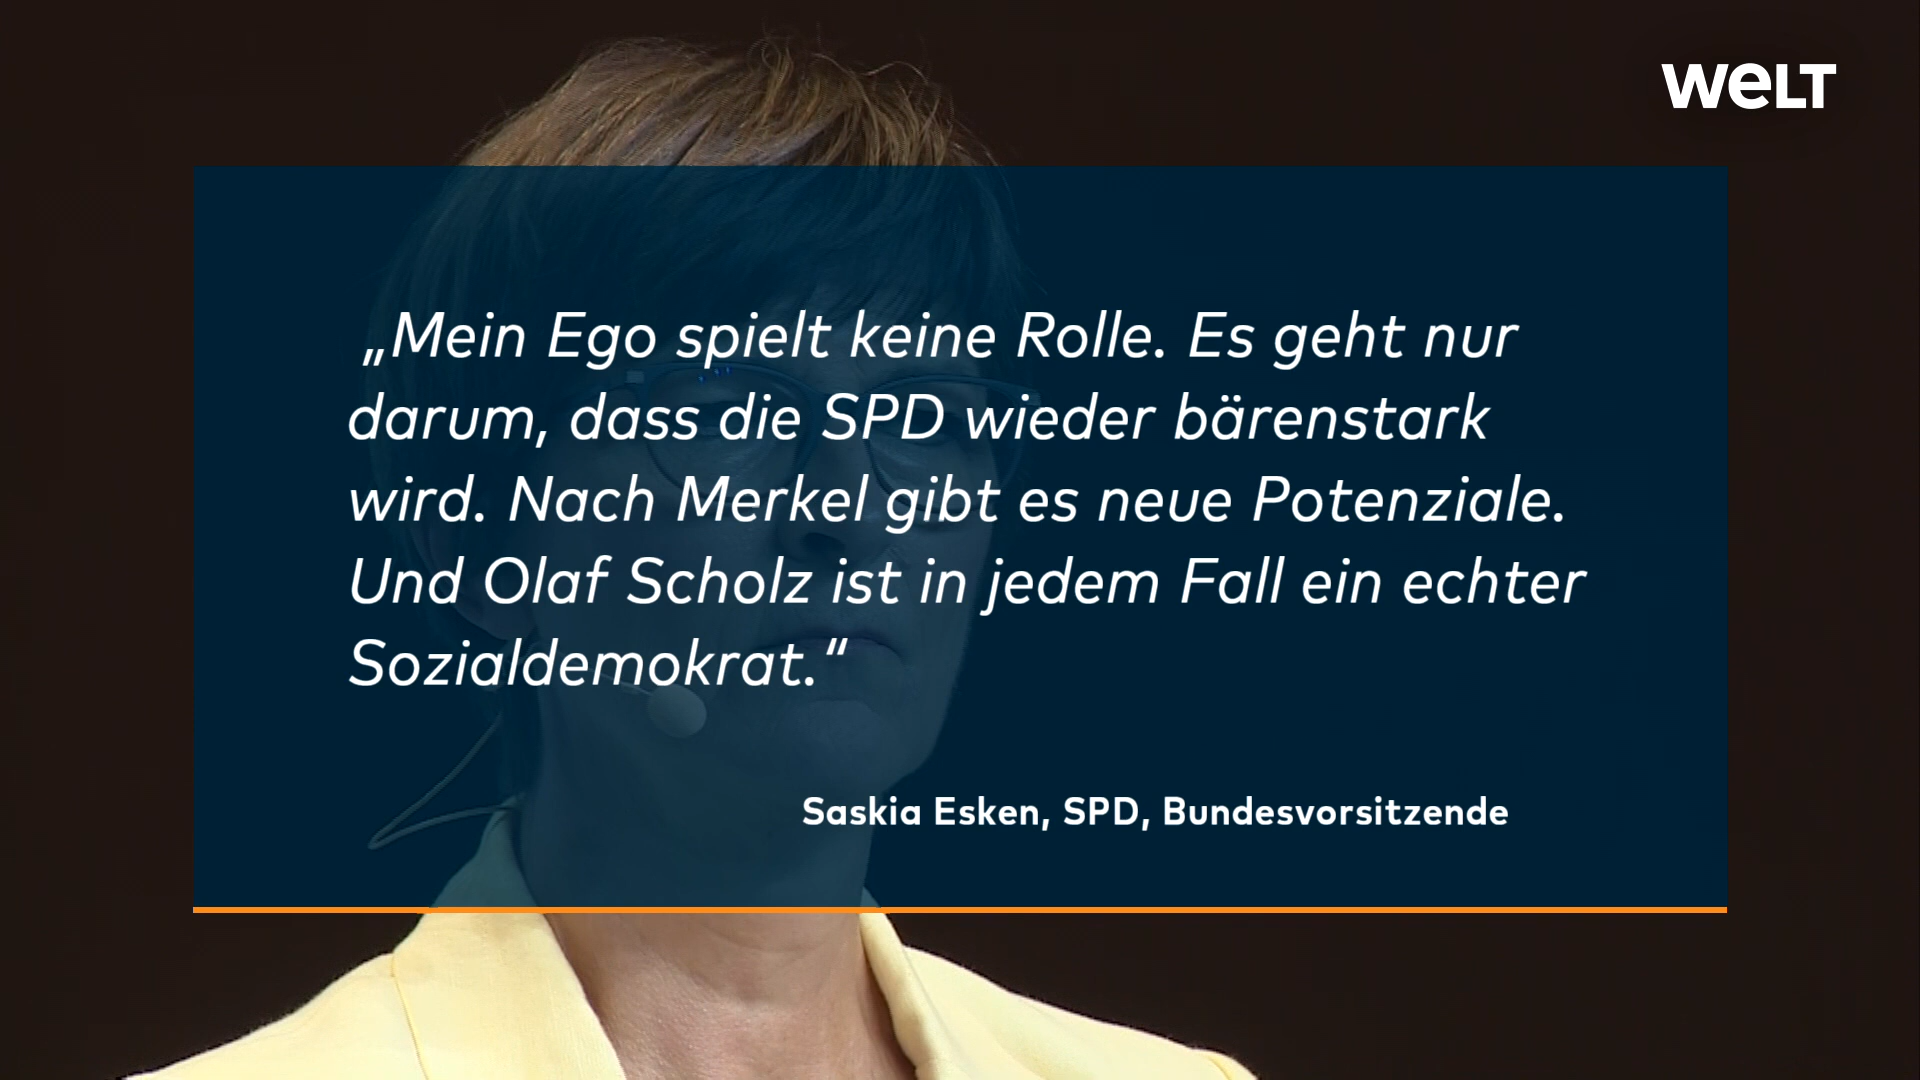 WELT
„Mein Ego spielt keine Rolle. Es geht nur
darum, dass die SPD wieder bärenstark
wird. Nach Merkel gibt es neue Potenziale.
Und Olaf Scholz ist in jedem Fall ein echter
Sozialdemokrat.“
Saskia Esken, SPD, Bundesvorsitzende